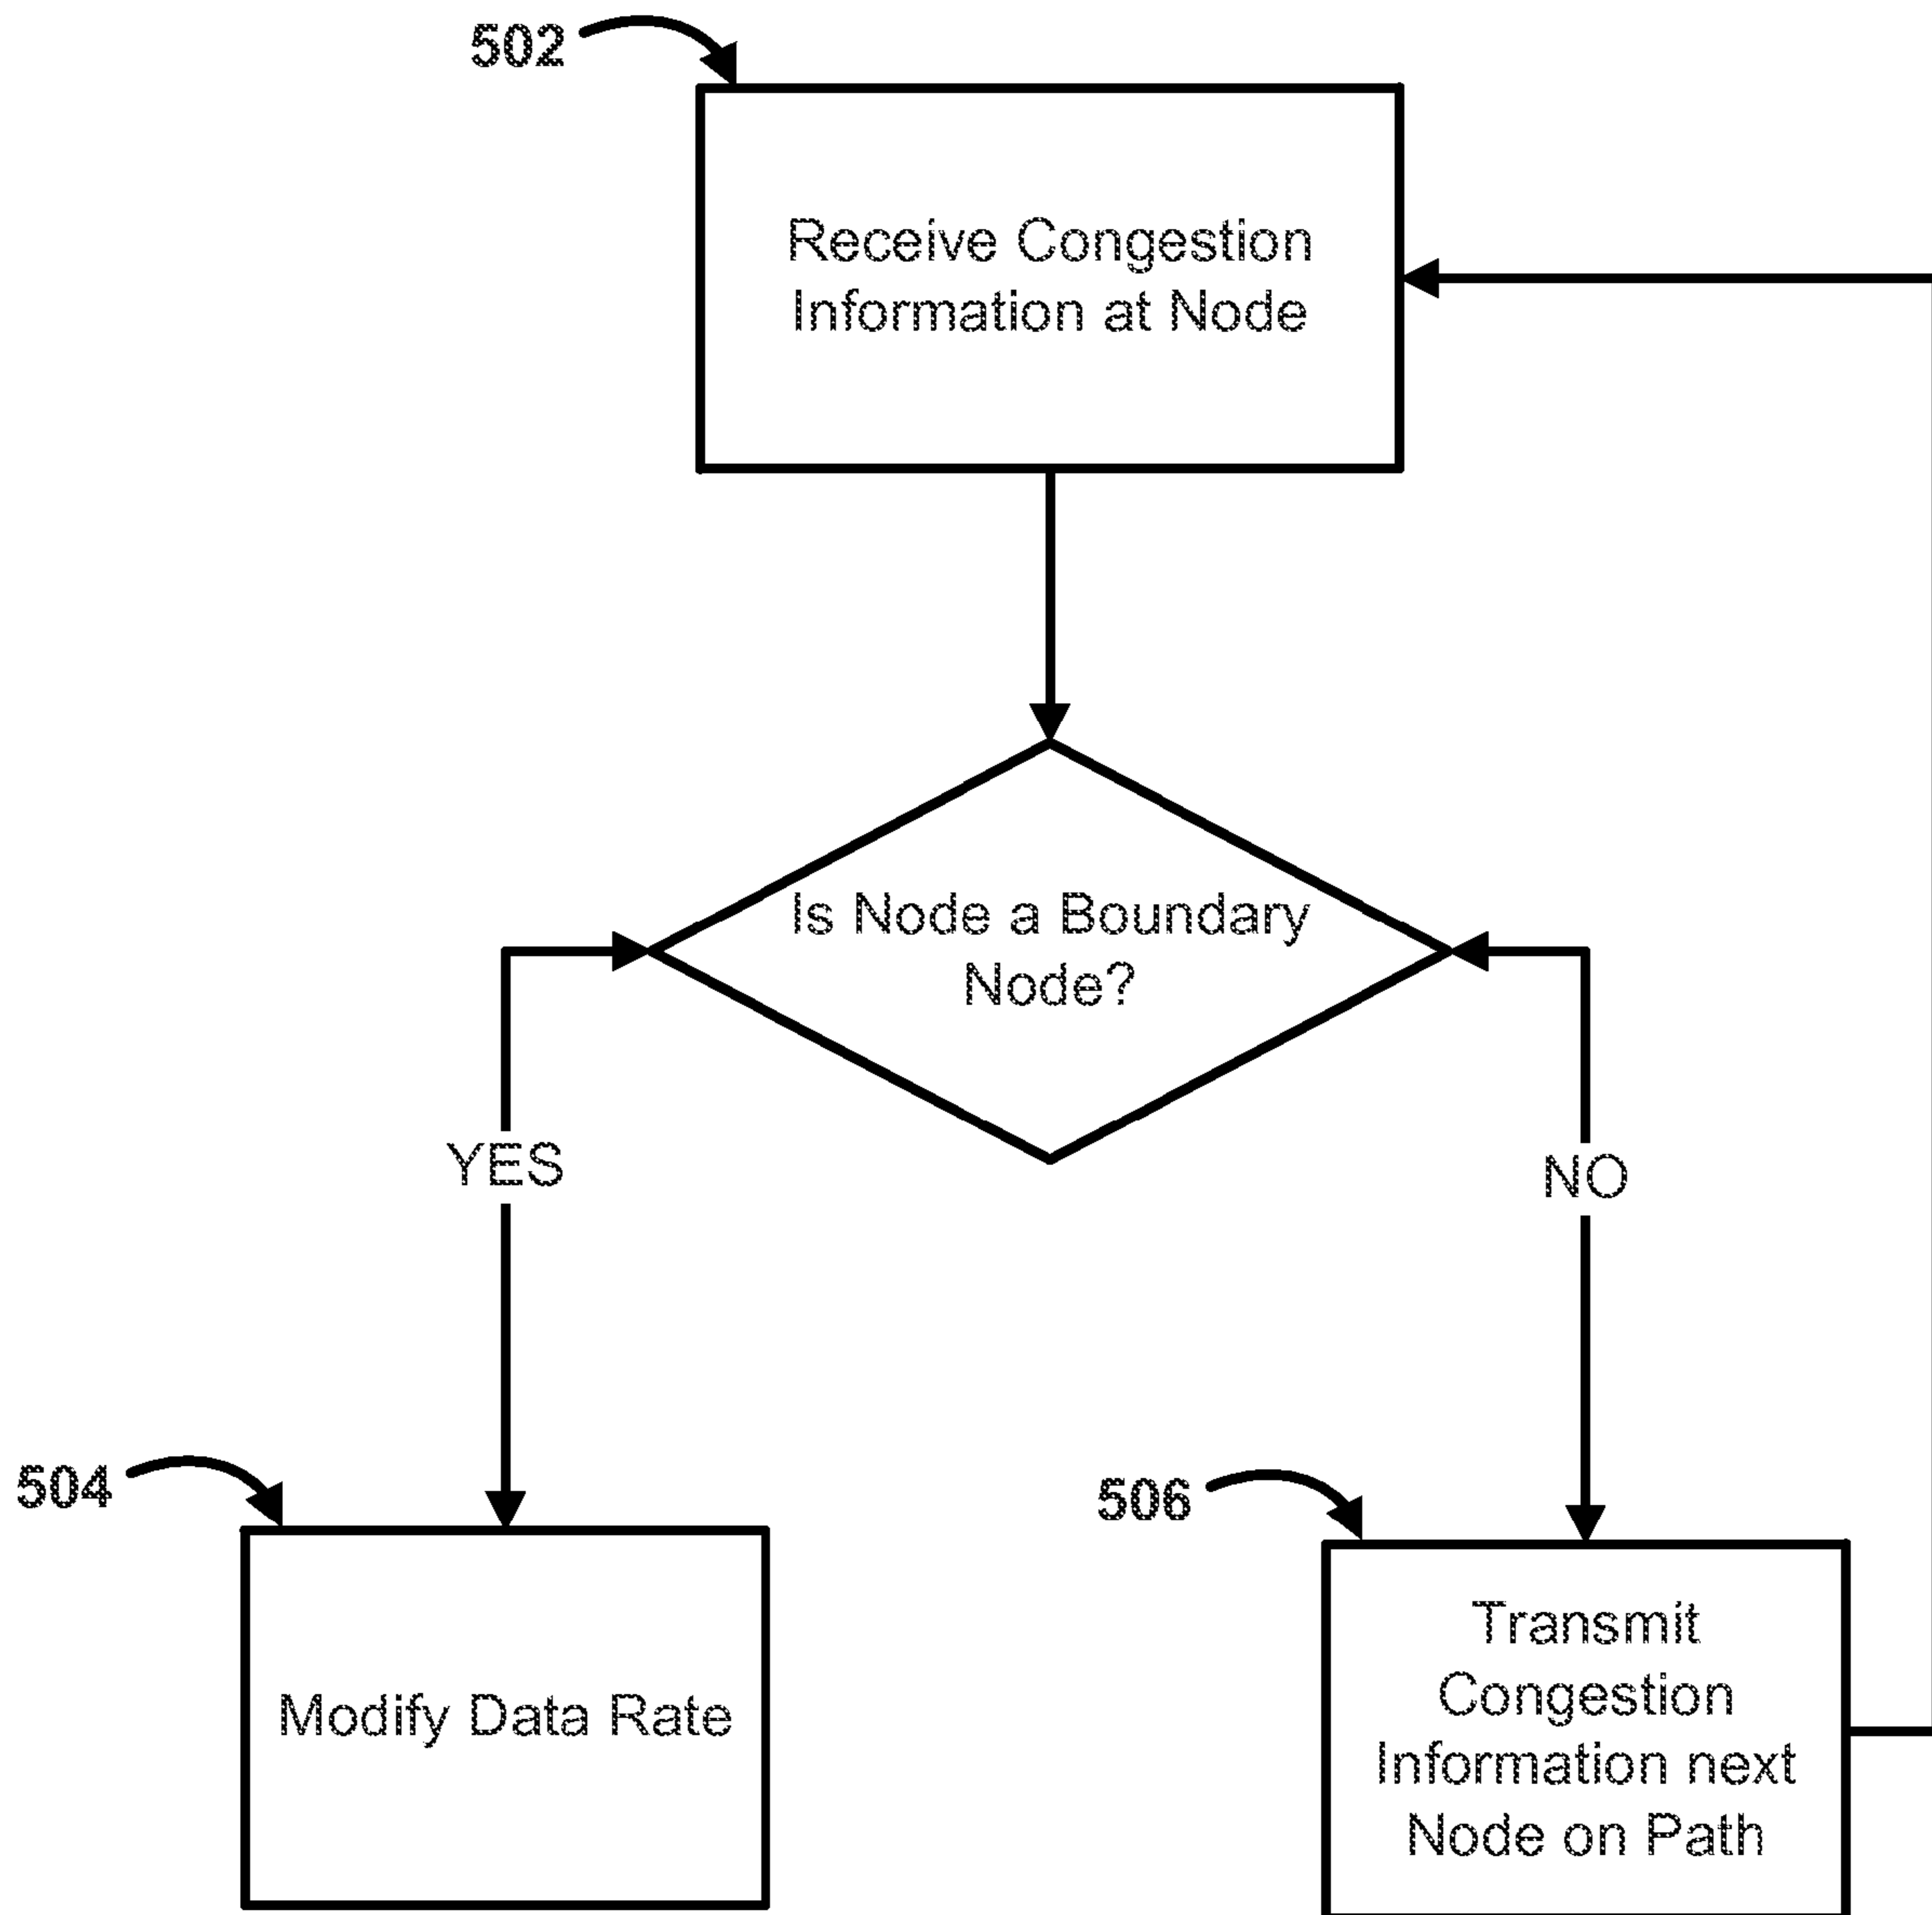 502
Receive Congestion
Information at Node
Is Node a Boundary
Node?
YES
NO
504
506
Modify Data Rate
Transmit
Congestion
Information next
Node on Path